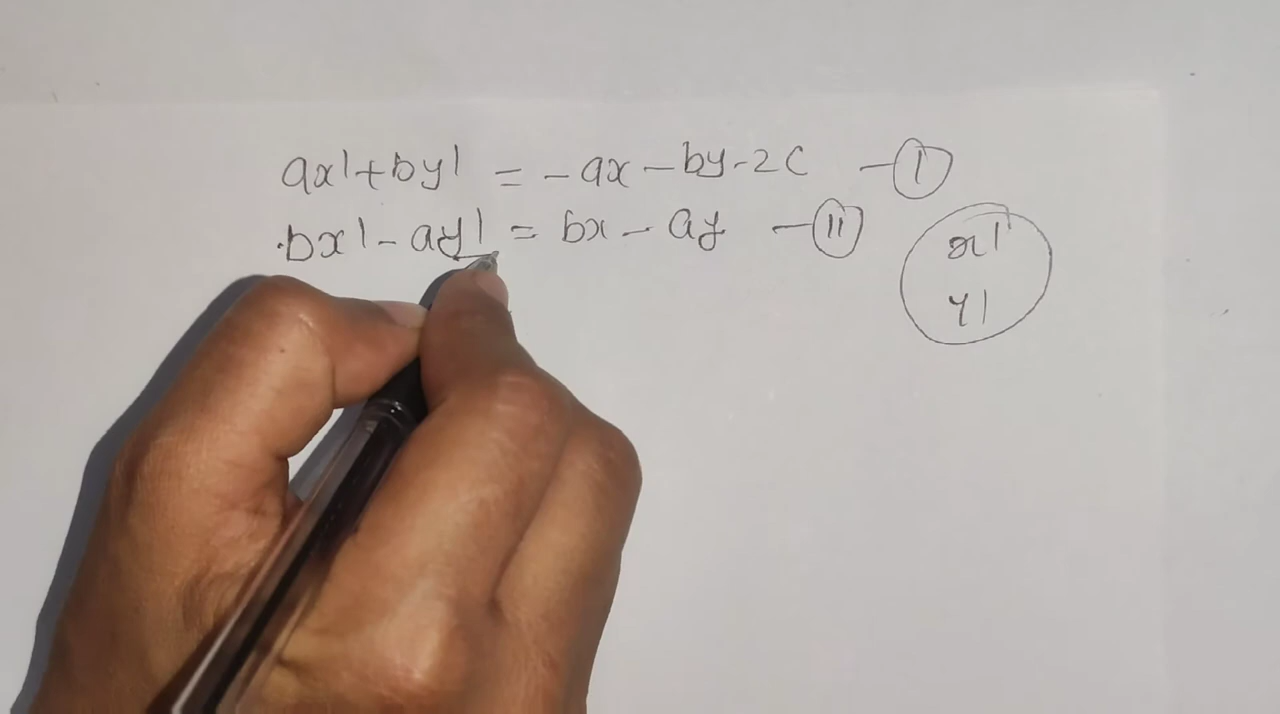 ax'+by' = -ax-by-2c -(I)
bx'-ay' = bx-ay -(II)
x'
y'